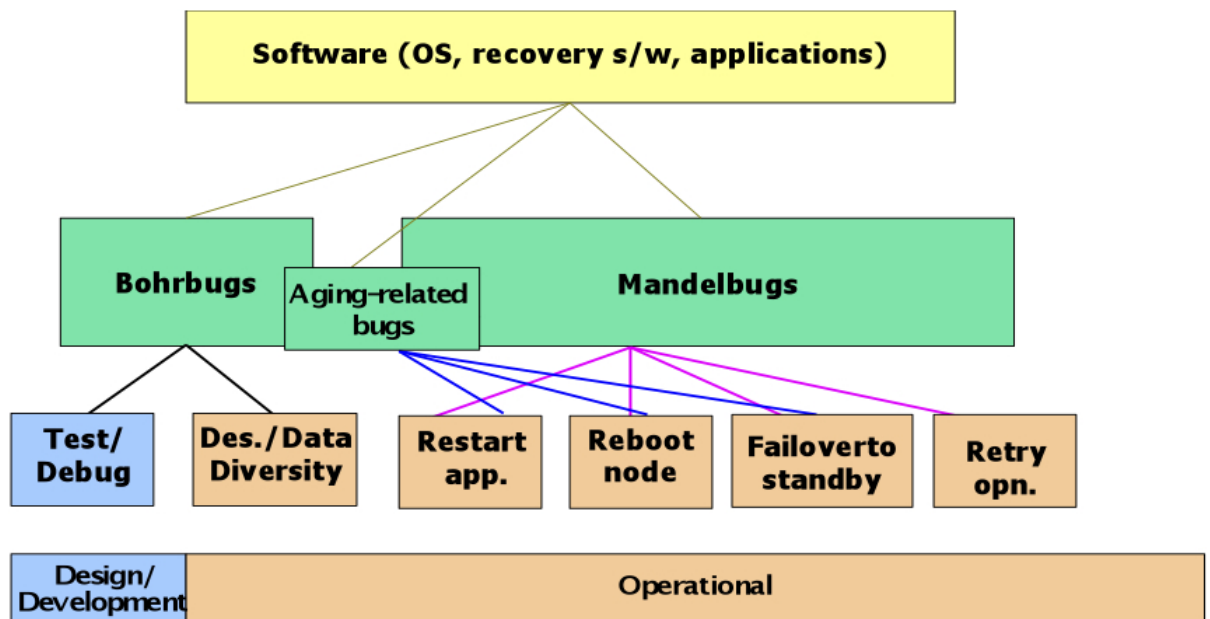 Software (OS, recovery s/w, applications)
Bohrbugs
Aging-related
bugs
Mandelbugs
Test/
Debug
Des./Data
Diversity
Restart
app.
Reboot
node
Failoverto
standby
Retry
opn.
Design/
Development
Operational